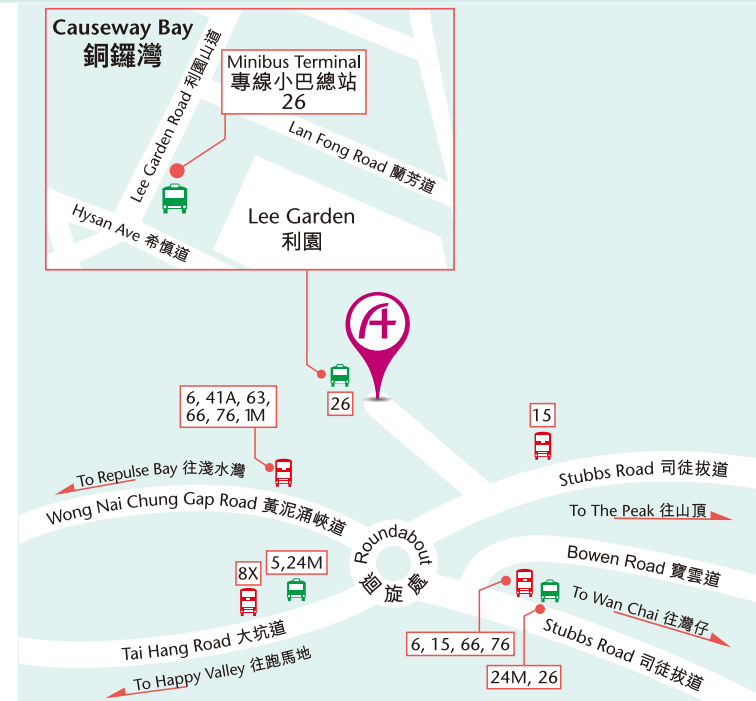 Causeway Bay
銅鑼灣
Minibus Terminal
專線小巴總站
26
Lee Garden Road 利園山道
Lan Fong Road 蘭芳道
Hysan Ave 希慎道
Lee Garden
利園
26
6, 41A, 63,
66, 76, 1M
15
To Repulse Bay 往淺水灣
Stubbs Road 司徒拔道
Wong Nai Chung Gap Road 黃泥涌峽道
To The Peak 往山頂
Roundabout
迴旋處
Bowen Road 寶雲道
8X
5,24M
To Wan Chai 往灣仔
Tai Hang Road 大坑道
6, 15, 66, 76
Stubbs Road 司徒拔道
24M, 26
To Happy Valley 往跑馬地